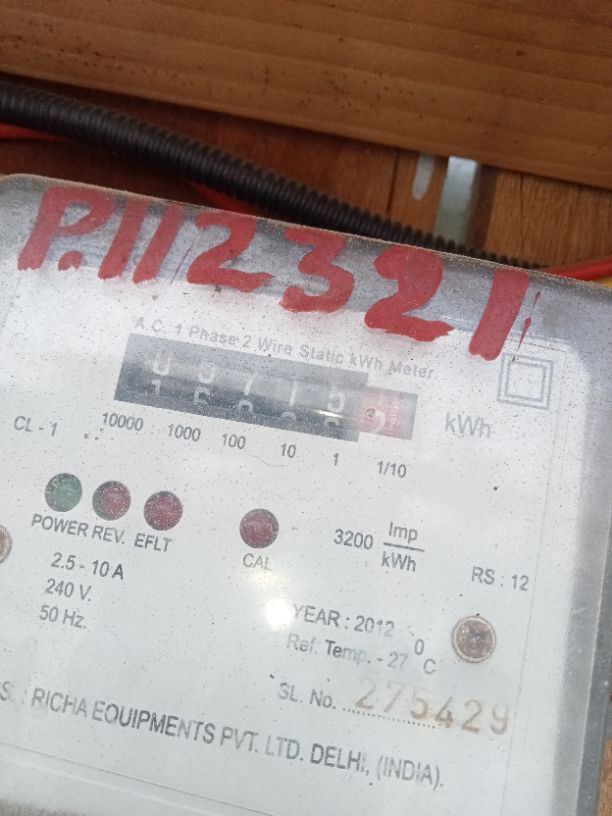 P.112321
A.C. 1 Phase 2 Wire Static kWh Meter
kWh
CL - 1 10000 1000 100 10 1 1/10
POWER REV. EFLT CAL
3200 Imp/kWh
2.5 - 10 A
240 V.
50 Hz.
RS : 12
YEAR : 2012
Ref. Temp. - 27 0 C
SL. No. 275429
RICHA EQUIPMENTS PVT. LTD. DELHI, (INDIA).